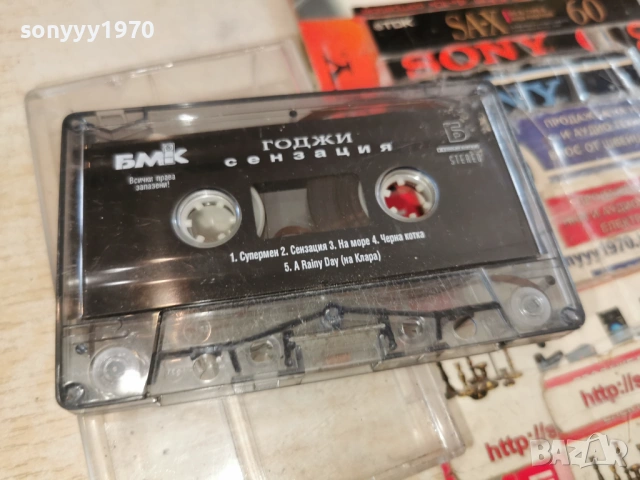 sonyyy1970
TDK SA-X 60
SONY
БМК
ГОДЖИ
сензация
Всички права
запазени!
Б
STEREO
1. Супермен 2. Сензация 3. На море 4. Черна котка
5. A Rainy Day (на Клара)
http://s
http://s
BAZAR